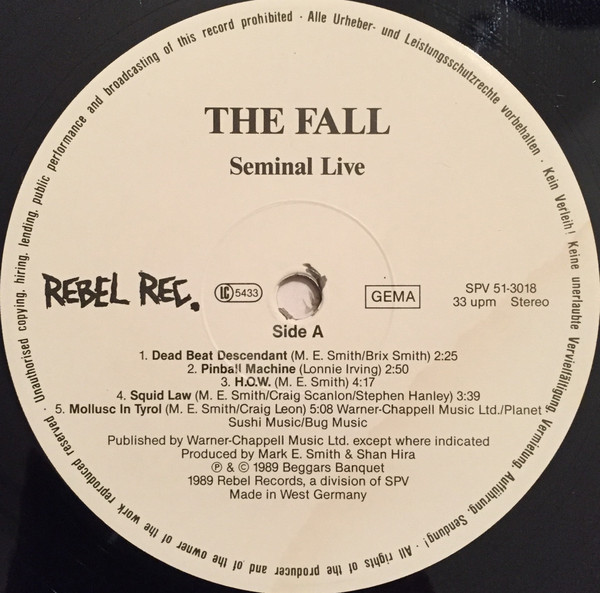 Unauthorised copying, hiring, lending, public performance and broadcasting of this record prohibited · Alle Urheber- und Leistungsschutzrechte vorbehalten · Kein Verleih! Keine unerlaubte Vervielfältigung, Vermietung, Aufführung, Sendung! · All rights of the producer and of the owner of the work reproduced reserved ·
THE FALL
Seminal Live
REBEL REC.
LC 5433
GEMA
SPV 51-3018
33 upm Stereo
Side A
1. Dead Beat Descendant (M. E. Smith/Brix Smith) 2:25
2. Pinball Machine (Lonnie Irving) 2:50
3. H.O.W. (M. E. Smith) 4:17
4. Squid Law (M. E. Smith/Craig Scanlon/Stephen Hanley) 3:39
5. Mollusc In Tyrol (M. E. Smith/Craig Leon) 5:08 Warner-Chappell Music Ltd./Planet
Sushi Music/Bug Music
Published by Warner-Chappell Music Ltd. except where indicated
Produced by Mark E. Smith & Shan Hira
℗ & © 1989 Beggars Banquet
1989 Rebel Records, a division of SPV
Made in West Germany